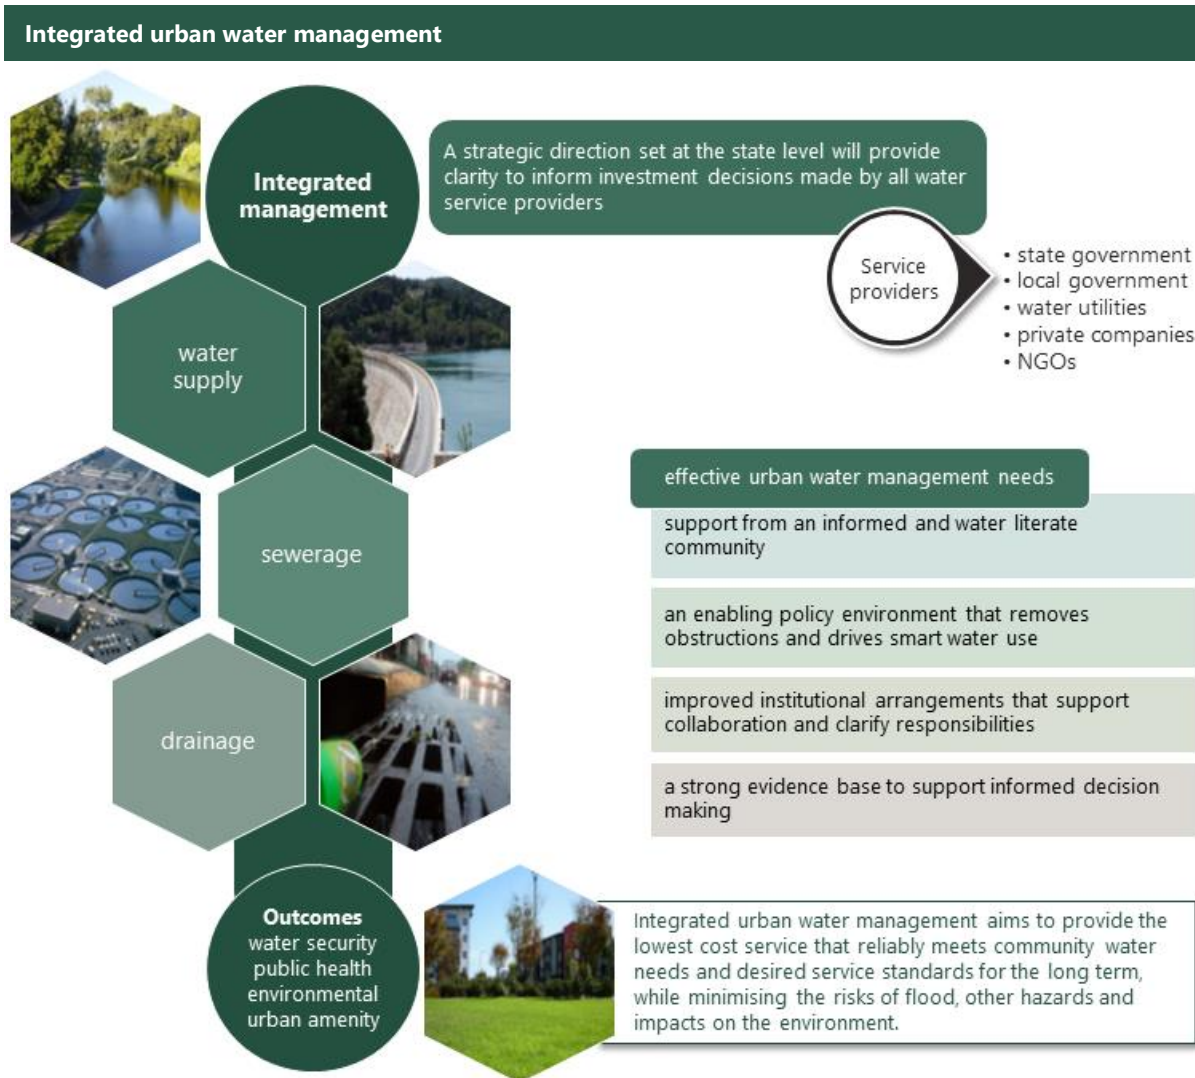 Integrated urban water management
Integrated
management
A strategic direction set at the state level will provide
clarity to inform investment decisions made by all water
service providers
Service
providers
• state government
• local government
• water utilities
• private companies
• NGOs
water
supply
sewerage
drainage
effective urban water management needs
support from an informed and water literate
community
an enabling policy environment that removes
obstructions and drives smart water use
improved institutional arrangements that support
collaboration and clarify responsibilities
a strong evidence base to support informed decision
making
Outcomes
water security
public health
environmental
urban amenity
Integrated urban water management aims to provide the
lowest cost service that reliably meets community water
needs and desired service standards for the long term,
while minimising the risks of flood, other hazards and
impacts on the environment.